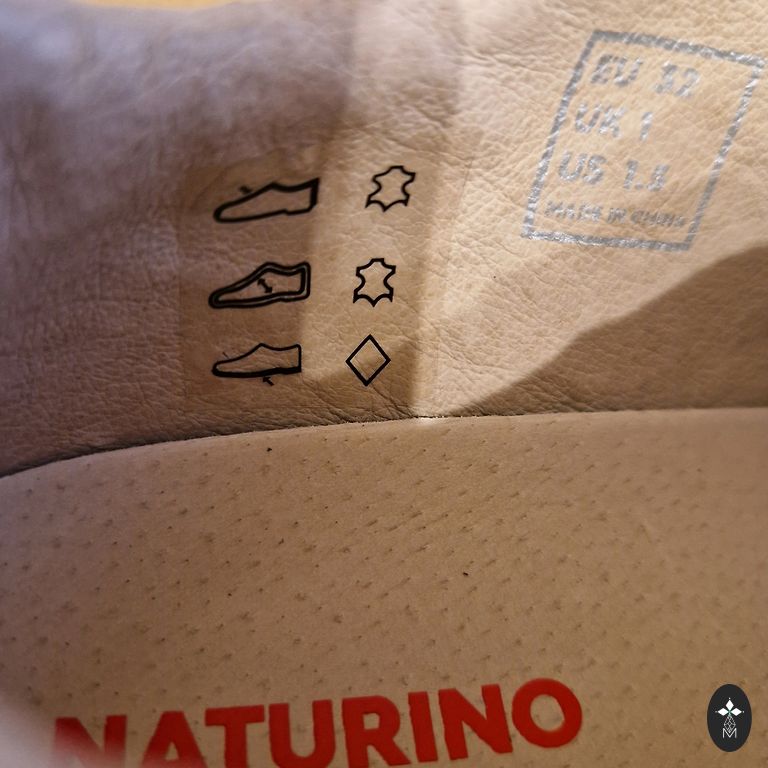 EU 32
UK 1
US 1.5
MADE IN CHINA
NATURINO
M